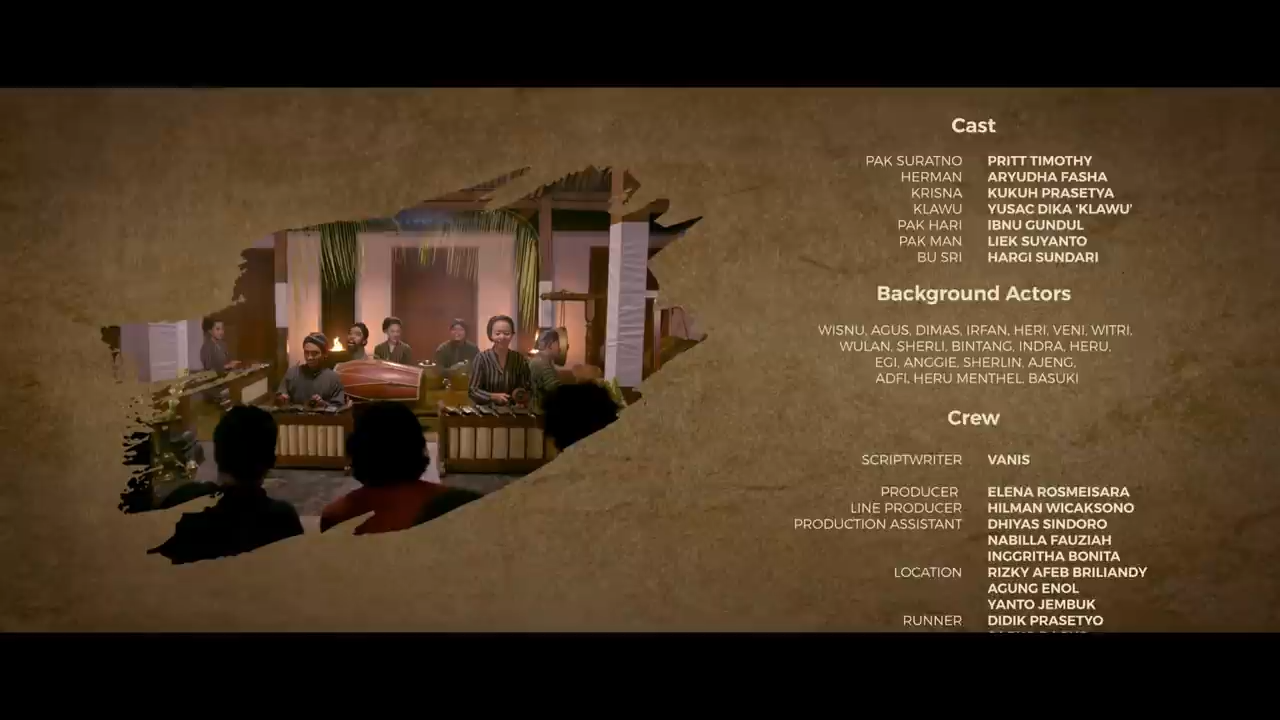 Cast
PAK SURATNO PRITT TIMOTHY
HERMAN ARYUDHA FASHA
KRISNA KUKUH PRASETYA
KLAWU YUSAC DIKA 'KLAWU'
PAK HARI IBNU GUNDUL
PAK MAN LIEK SUYANTO
BU SRI HARGI SUNDARI
Background Actors
WISNU, AGUS, DIMAS, IRFAN, HERI, VENI, WITRI,
WULAN, SHERLI, BINTANG, INDRA, HERU,
EGI, ANGGIE, SHERLIN, AJENG,
ADFI, HERU MENTHEL, BASUKI
Crew
SCRIPTWRITER VANIS
PRODUCER ELENA ROSMEISARA
LINE PRODUCER HILMAN WICAKSONO
PRODUCTION ASSISTANT DHIYAS SINDORO
NABILLA FAUZIAH
INGGRITHA BONITA
LOCATION RIZKY AFEB BRILIANDY
AGUNG ENOL
YANTO JEMBUK
RUNNER DIDIK PRASETYO